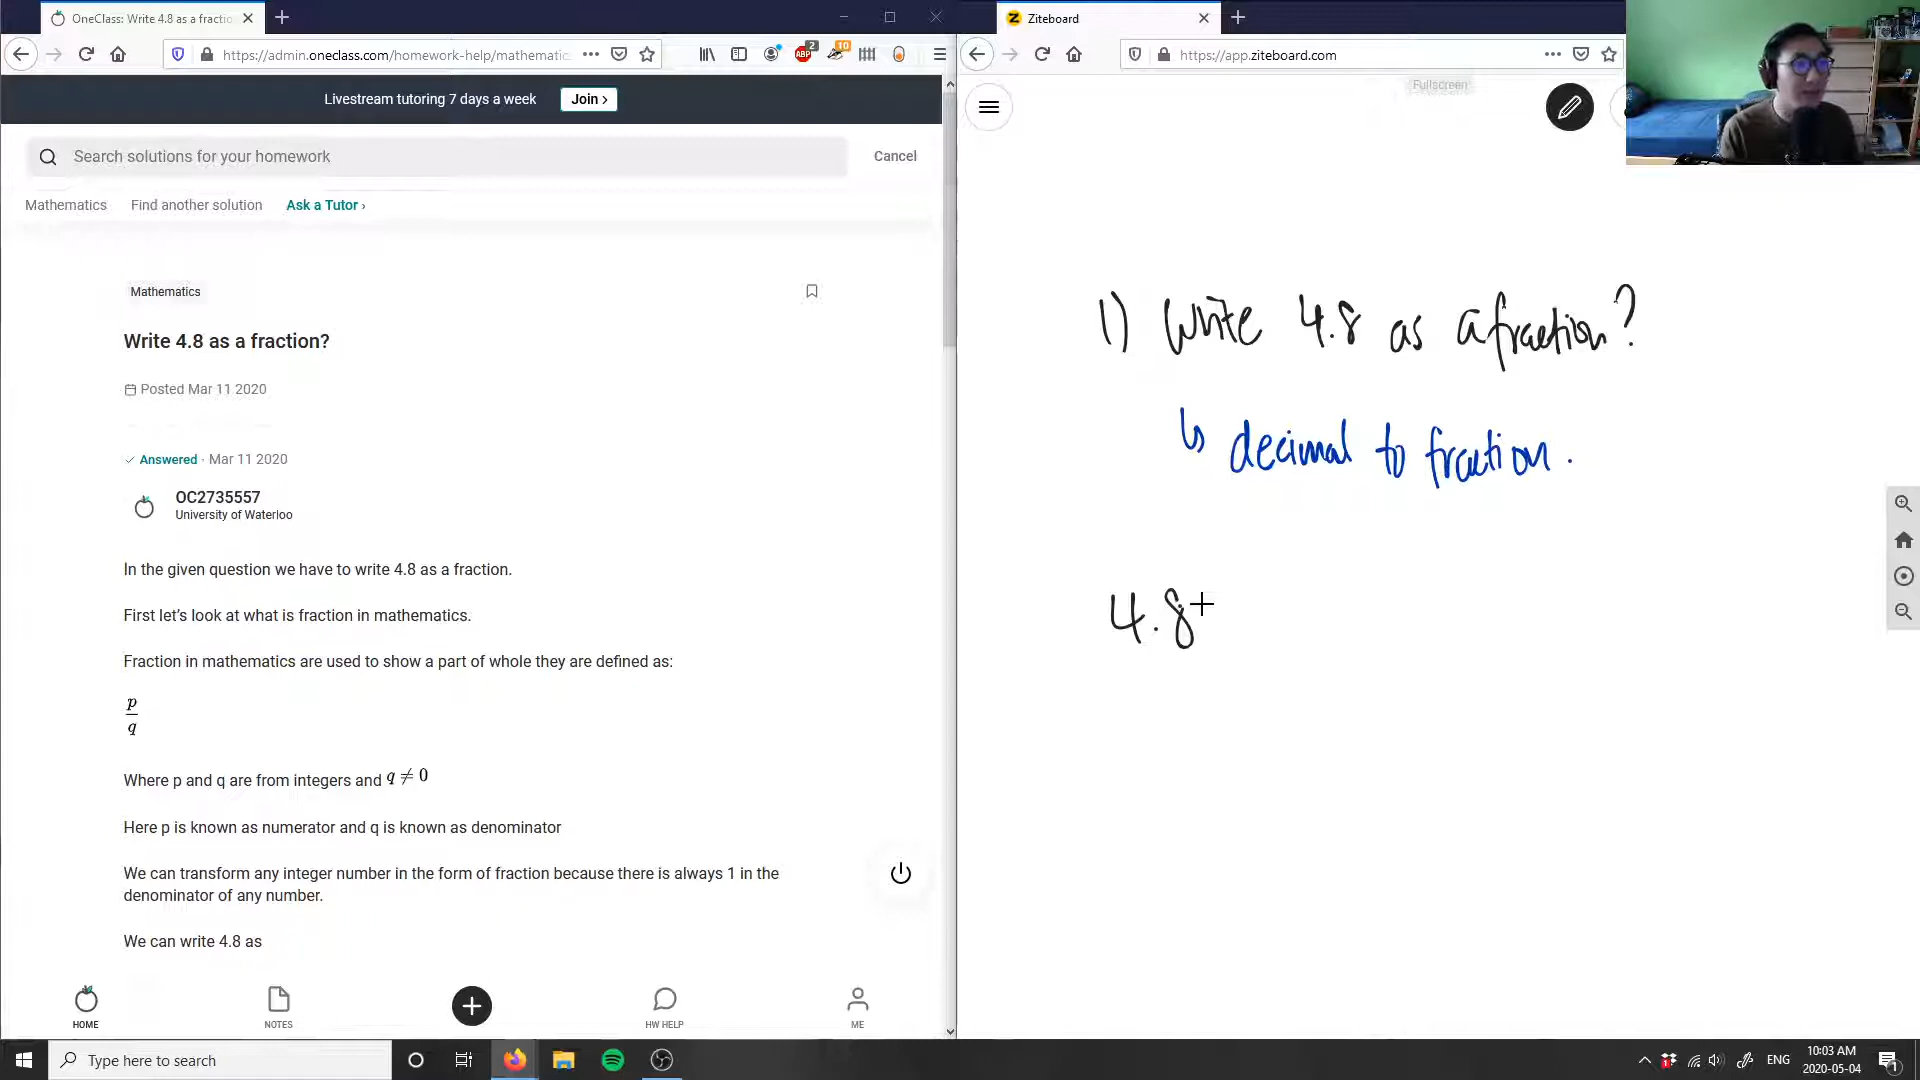 OneClass: Write 4.8 as a fractio
Ziteboard
https://admin.oneclass.com/homework-help/mathematic
2
10
https://app.ziteboard.com
Fullscreen
Livestream tutoring 7 days a week
Join ›
Search solutions for your homework
Cancel
Mathematics
Find another solution
Ask a Tutor ›
Mathematics
Write 4.8 as a fraction?
Posted Mar 11 2020
Answered · Mar 11 2020
OC2735557
University of Waterloo
In the given question we have to write 4.8 as a fraction.
First let's look at what is fraction in mathematics.
Fraction in mathematics are used to show a part of whole they are defined as:
p
q
Where p and q are from integers and q ≠ 0
Here p is known as numerator and q is known as denominator
We can transform any integer number in the form of fraction because there is always 1 in the
denominator of any number.
We can write 4.8 as
HOME
NOTES
HW HELP
ME
1) Write 4.8 as a fraction?
↳ decimal to fraction.
4.8
Type here to search
ENG
10:03 AM
2020-05-04
1